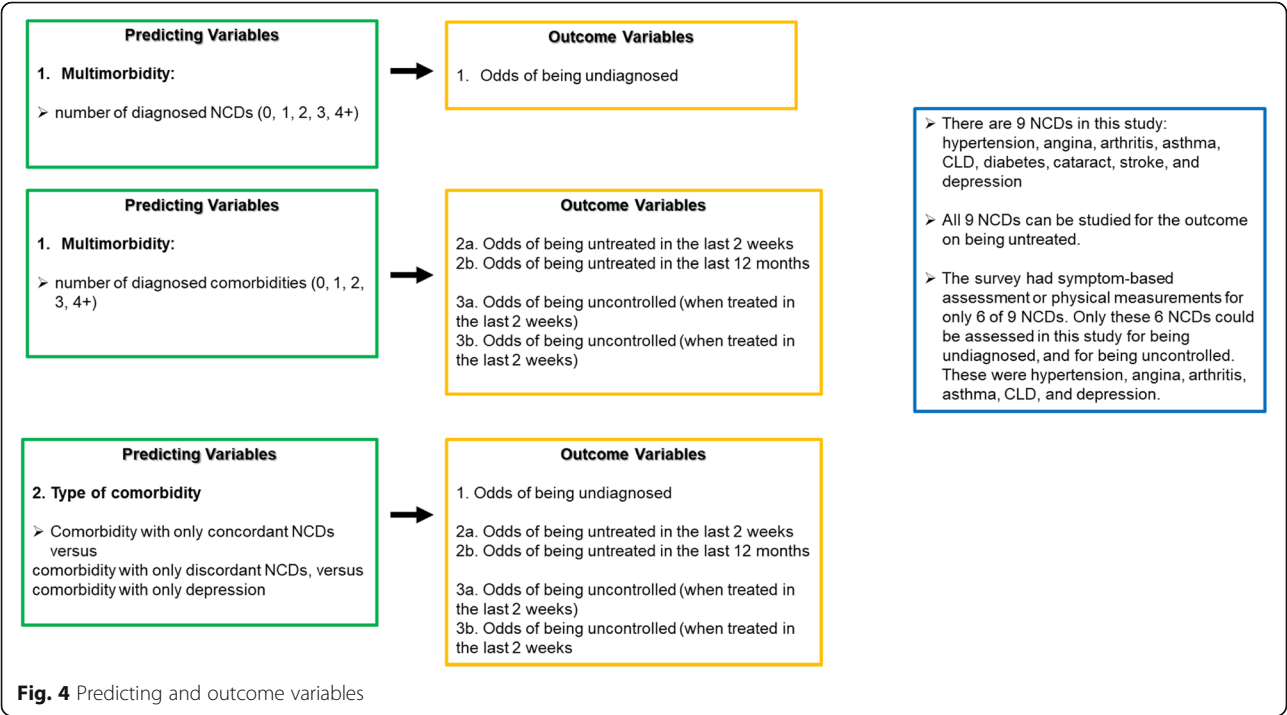 Predicting Variables
1. Multimorbidity:
➢ number of diagnosed NCDs (0, 1, 2, 3, 4+)
Outcome Variables
1. Odds of being undiagnosed
Predicting Variables
1. Multimorbidity:
➢ number of diagnosed comorbidities (0, 1, 2,
3, 4+)
Outcome Variables
2a. Odds of being untreated in the last 2 weeks
2b. Odds of being untreated in the last 12 months
3a. Odds of being uncontrolled (when treated in
the last 2 weeks)
3b. Odds of being uncontrolled (when treated in
the last 2 weeks)
Predicting Variables
2. Type of comorbidity
➢ Comorbidity with only concordant NCDs
versus
comorbidity with only discordant NCDs, versus
comorbidity with only depression
Outcome Variables
1. Odds of being undiagnosed
2a. Odds of being untreated in the last 2 weeks
2b. Odds of being untreated in the last 12 months
3a. Odds of being uncontrolled (when treated in
the last 2 weeks)
3b. Odds of being uncontrolled (when treated in
the last 2 weeks
➢ There are 9 NCDs in this study:
hypertension, angina, arthritis, asthma,
CLD, diabetes, cataract, stroke, and
depression
➢ All 9 NCDs can be studied for the outcome
on being untreated.
➢ The survey had symptom-based
assessment or physical measurements for
only 6 of 9 NCDs. Only these 6 NCDs could
be assessed in this study for being
undiagnosed, and for being uncontrolled.
These were hypertension, angina, arthritis,
asthma, CLD, and depression.
Fig. 4 Predicting and outcome variables